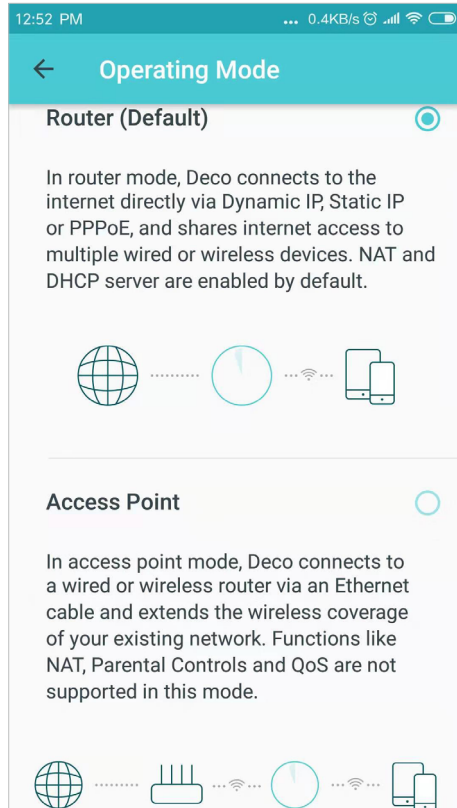 12:52 PM ... 0.4KB/s
Operating Mode
Router (Default)
In router mode, Deco connects to the
internet directly via Dynamic IP, Static IP
or PPPoE, and shares internet access to
multiple wired or wireless devices. NAT and
DHCP server are enabled by default.
Access Point
In access point mode, Deco connects to
a wired or wireless router via an Ethernet
cable and extends the wireless coverage
of your existing network. Functions like
NAT, Parental Controls and QoS are not
supported in this mode.